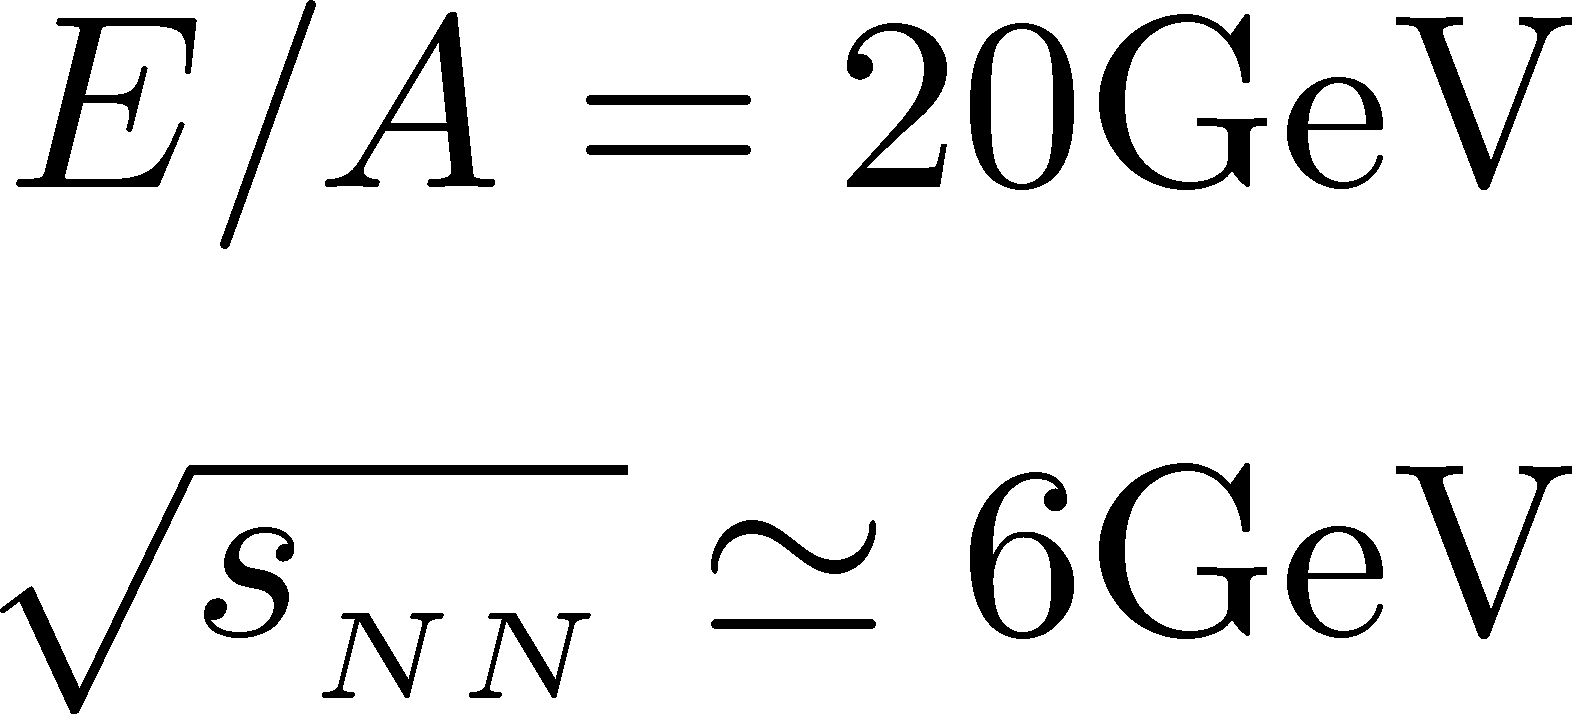 E/A = 20GeV
√s_NN ≃ 6GeV